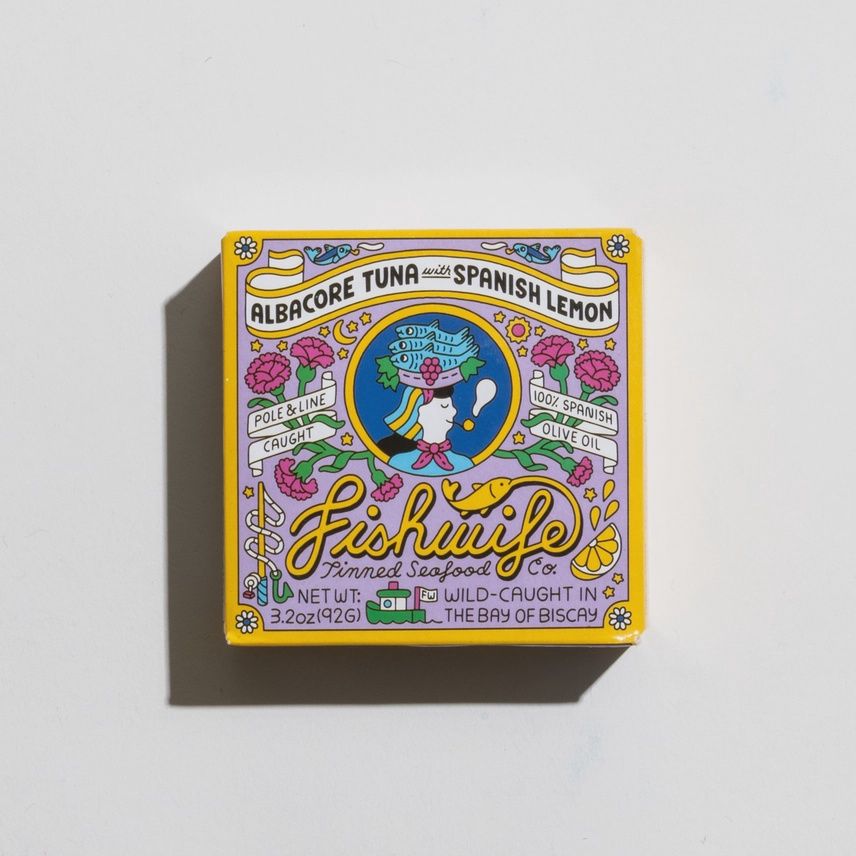 ALBACORE TUNA with SPANISH LEMON
POLE & LINE
CAUGHT
100% SPANISH
OLIVE OIL
Fishwife
Tinned Seafood Co.
NET WT:
3.2oz(92G)
FW
WILD-CAUGHT IN
THE BAY OF BISCAY